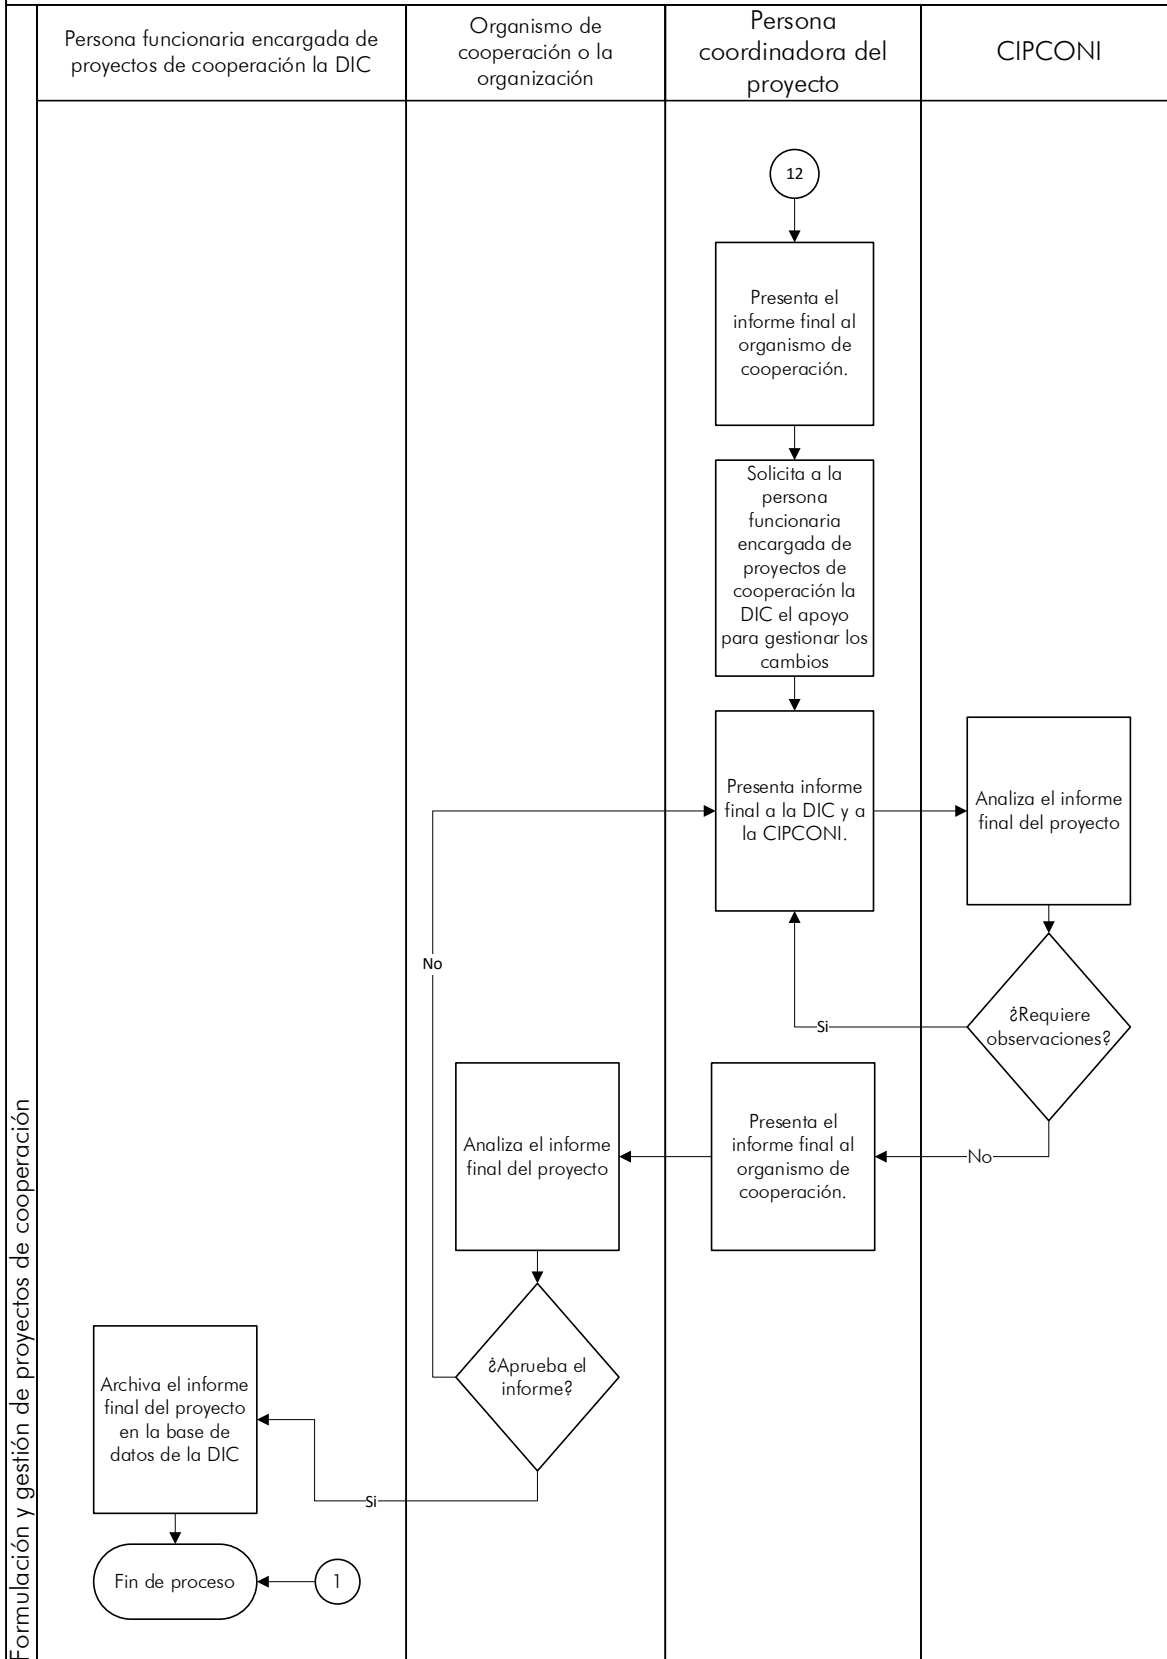 Persona funcionaria encargada de
proyectos de cooperación la DIC
Organismo de
cooperación o la
organización
Persona
coordinadora del
proyecto
CIPCONI
12
Presenta el
informe final al
organismo de
cooperación.
Solicita a la
persona
funcionaria
encargada de
proyectos de
cooperación la
DIC el apoyo
para gestionar los
cambios
Presenta informe
final a la DIC y a
la CIPCONI.
Analiza el informe
final del proyecto
No
¿Requiere
observaciones?
Si
Analiza el informe
final del proyecto
Presenta el
informe final al
organismo de
cooperación.
No
¿Aprueba el
informe?
Archiva el informe
final del proyecto
en la base de
datos de la DIC
Si
Fin de proceso
1
Formulación y gestión de proyectos de cooperación